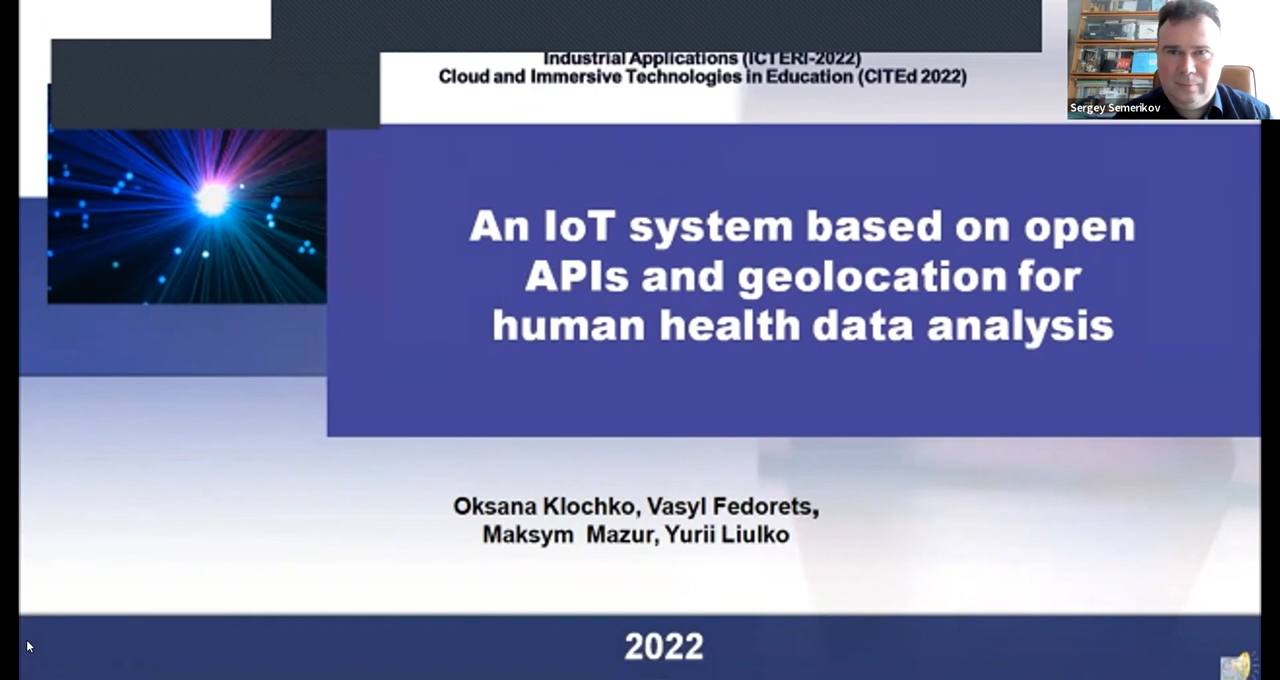 Industrial Applications (ICTERI-2022)
Cloud and Immersive Technologies in Education (CITEd 2022)
Sergey Semerikov
An IoT system based on open
APIs and geolocation for
human health data analysis
Oksana Klochko, Vasyl Fedorets,
Maksym Mazur, Yurii Liulko
2022